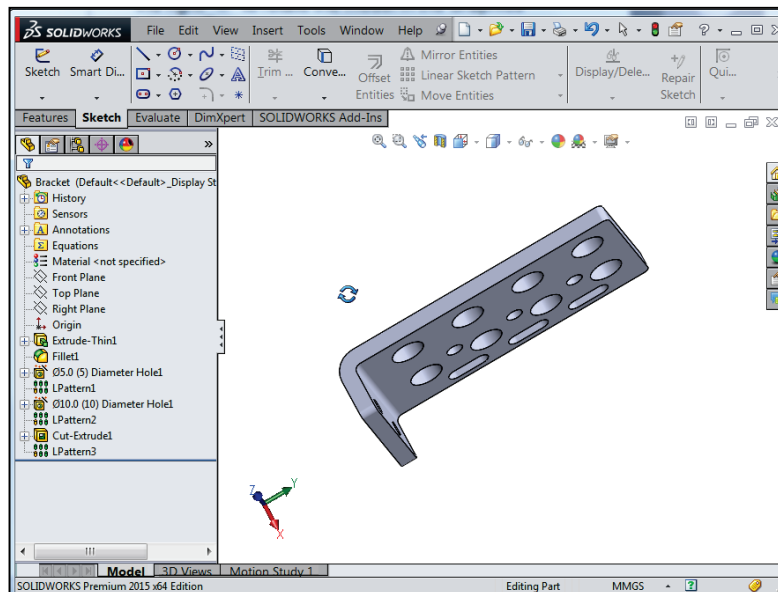 SOLIDWORKS File Edit View Insert Tools Window Help
Sketch Smart Di... Trim ... Conve... Offset Entities Mirror Entities Linear Sketch Pattern Move Entities Display/Dele... Repair Sketch Qui...
Features Sketch Evaluate DimXpert SOLIDWORKS Add-Ins
Bracket (Default<<Default>_Display St
History
Sensors
Annotations
Equations
Material <not specified>
Front Plane
Top Plane
Right Plane
Origin
Extrude-Thin1
Fillet1
Ø5.0 (5) Diameter Hole1
LPattern1
Ø10.0 (10) Diameter Hole1
LPattern2
Cut-Extrude1
LPattern3
Z Y
X
Model 3D Views Motion Study 1
SOLIDWORKS Premium 2015 x64 Edition Editing Part MMGS